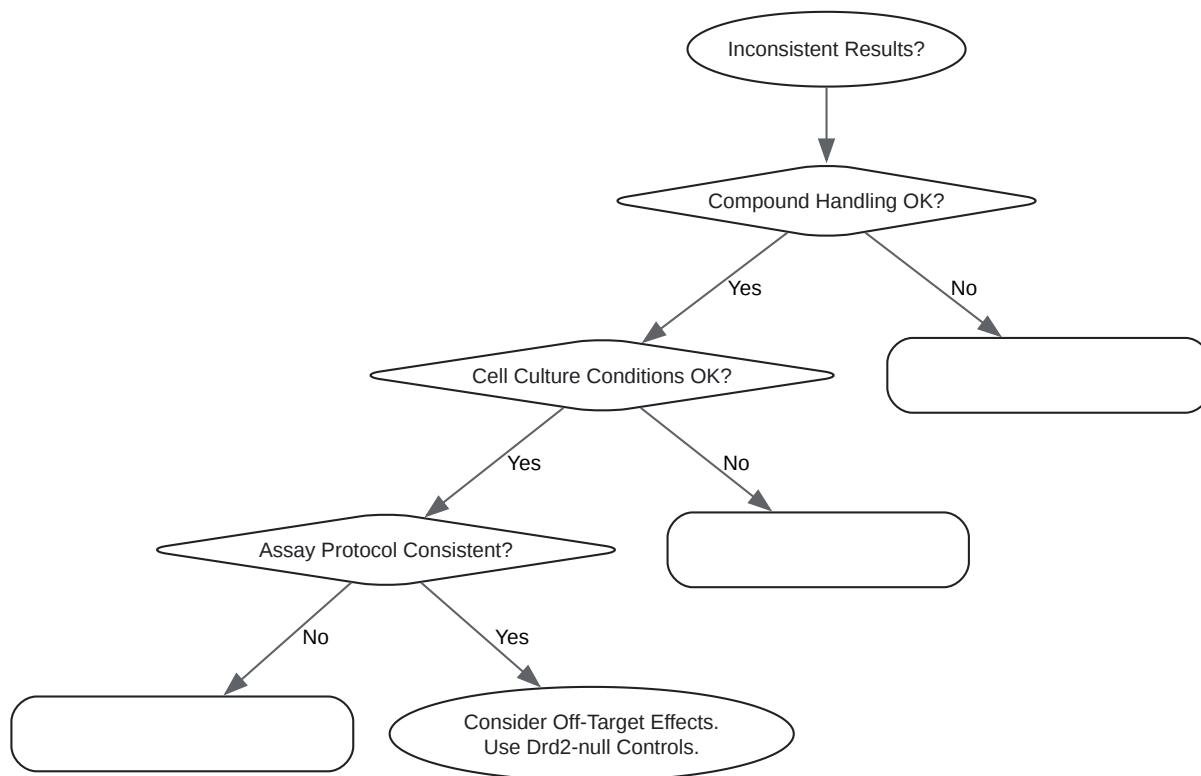 Inconsistent Results?
Compound Handling OK?
Yes
No
Cell Culture Conditions OK?
Yes
No
Assay Protocol Consistent?
No
Yes
Consider Off-Target Effects.
Use Drd2-null Controls.